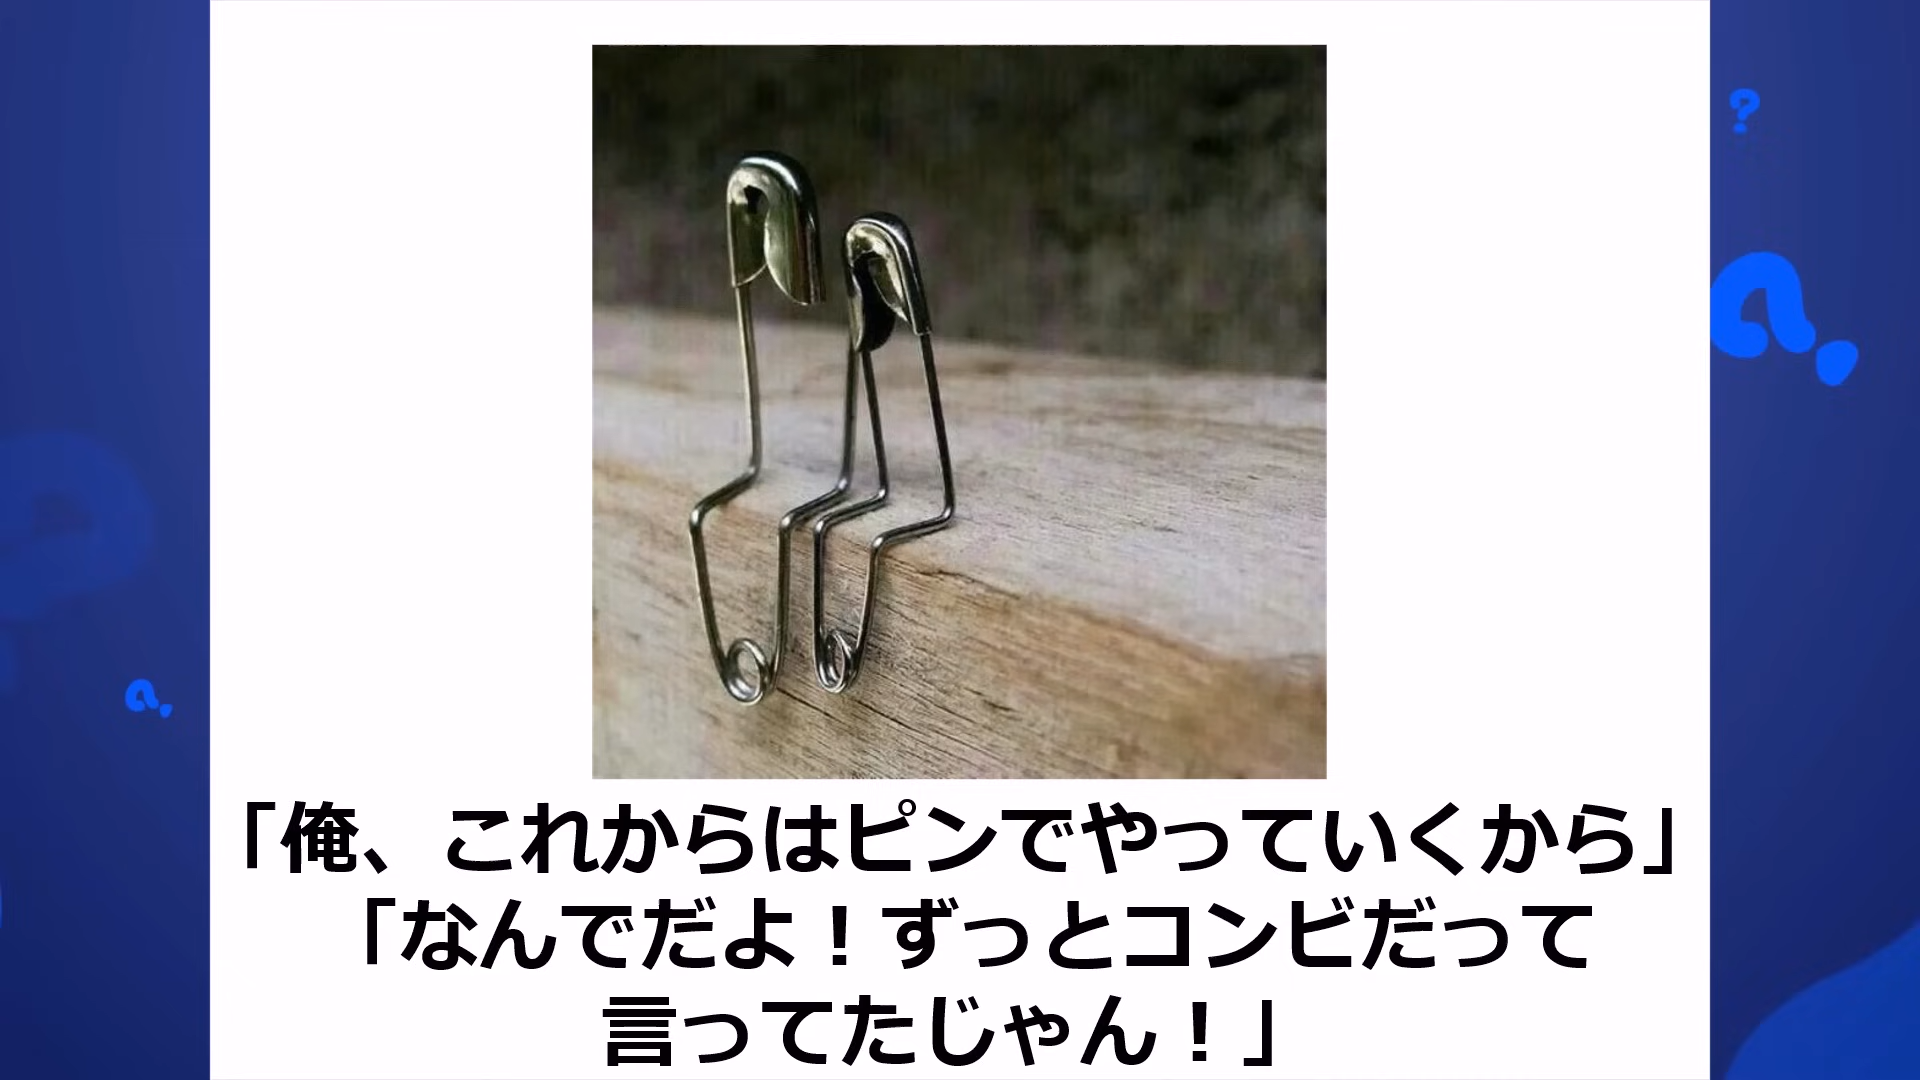 「俺、これからはピンでやっていくから」
「なんでだよ！ずっとコンビだって
言ってたじゃん！」